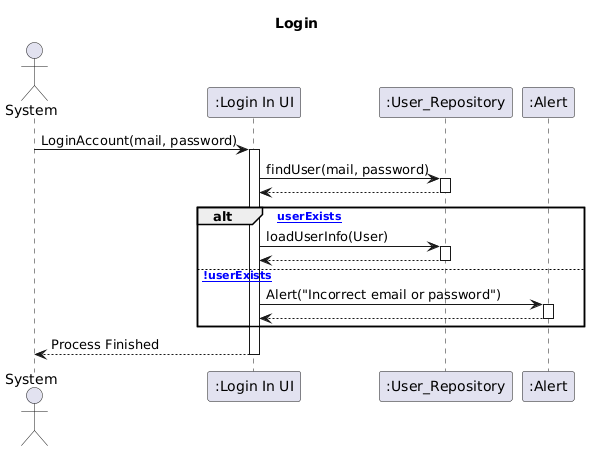 Login
System
:Login In UI
:User_Repository
:Alert
LoginAccount(mail, password)
findUser(mail, password)
alt
userExists
loadUserInfo(User)
!userExists
Alert("Incorrect email or password")
Process Finished
System
:Login In UI
:User_Repository
:Alert